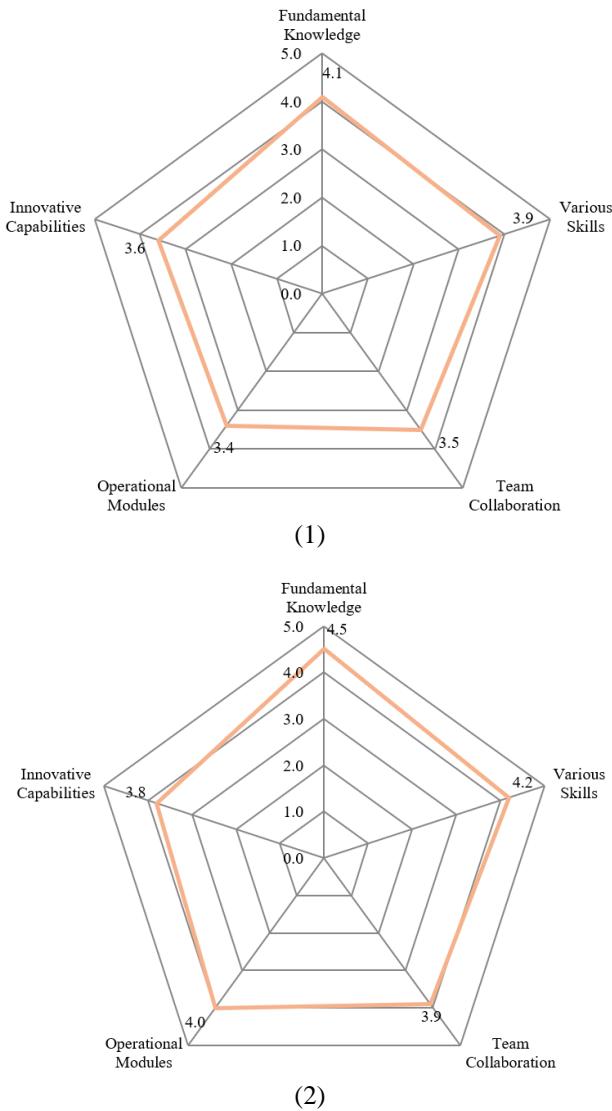 Fundamental
Knowledge
5.0
4.1
4.0
3.0
2.0
1.0
0.0
Innovative
Capabilities
3.6
3.9
Various
Skills
3.4
3.5
Operational
Modules
Team
Collaboration
(1)
Fundamental
Knowledge
5.0
4.5
4.0
3.0
2.0
1.0
0.0
Innovative
Capabilities
3.8
4.2
Various
Skills
4.0
3.9
Operational
Modules
Team
Collaboration
(2)